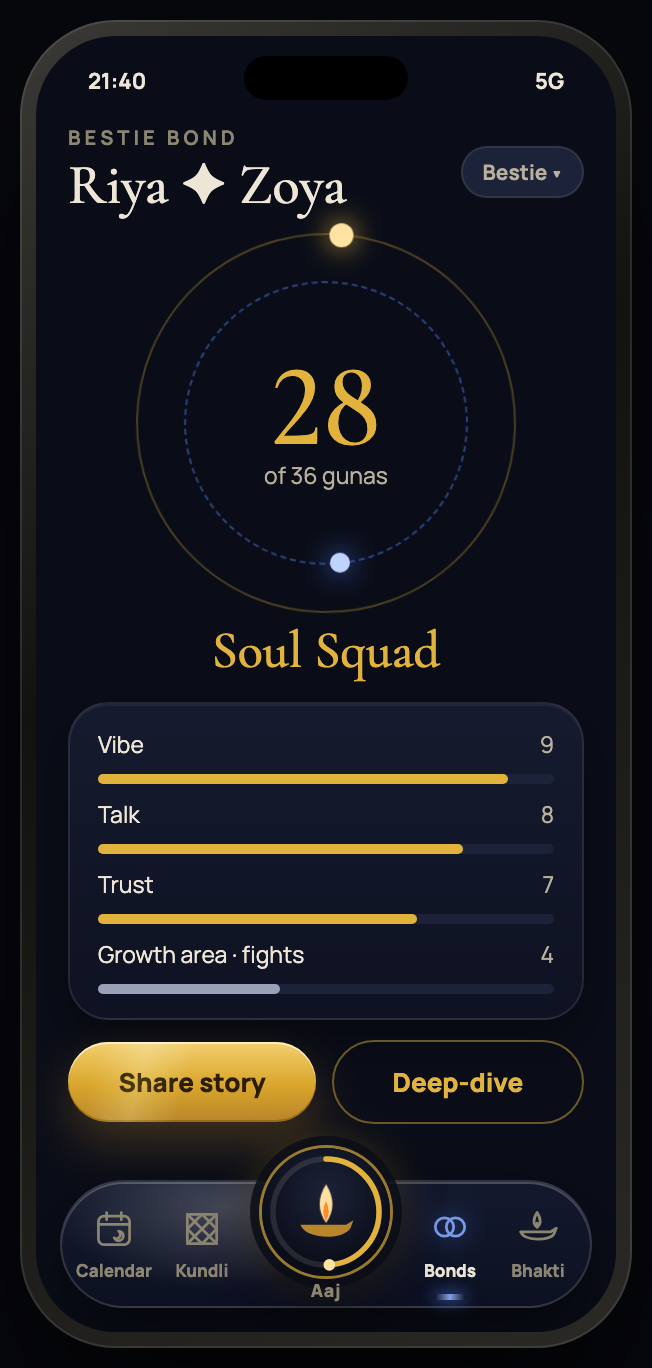 21:40 5G
BESTIE BOND
Riya ✦ Zoya
Bestie ▾
28
of 36 gunas
Soul Squad
Vibe 9
Talk 8
Trust 7
Growth area · fights 4
Share story Deep-dive
Calendar Kundli Aaj Bonds Bhakti